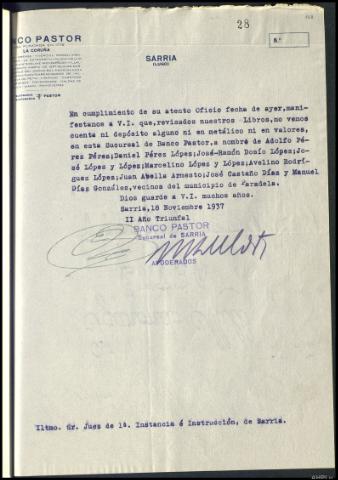 28
BANCO PASTOR
LA CORUÑA
SARRIA
(LUGO)
N.º
PASTOR
En cumplimiento de su atento Oficio fecha de ayer,mani-
festamos a V.I. que,revisados nuestros Libros,no vemos
cuenta ni depósito alguno ni en metálico ni en valores,
en esta Sucursal de Banco Pastor,a nombre de Adolfo Pé-
rez Pérez;Daniel Pérez López;José-Ramón López;Jo-
sé López y López;Marcelino López y López;Avelino Rodrí-
guez López;Juan Abella Armesto;José Castaño Díaz y Manuel
Díaz González,vecinos del municipio de Paradela.
Dios guarde a V.I. muchos años.
Sarria,18 Noviembre 1937
II Año Triunfal
BANCO PASTOR
Sucursal de SARRIA
APODERADOS
Iltmo. Sr. Juez de 1ª. Instancia é Instrucción, de Sarria.